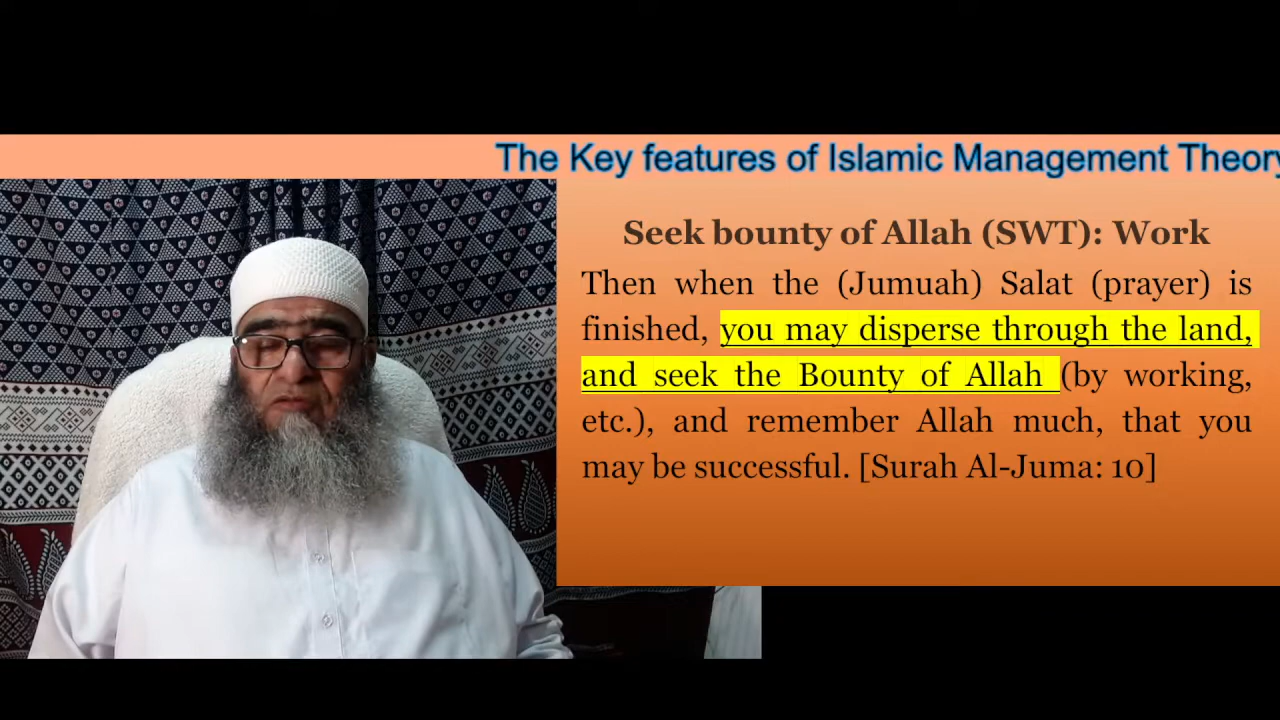 The Key features of Islamic Management Theory
Seek bounty of Allah (SWT): Work
Then when the (Jumuah) Salat (prayer) is
finished, you may disperse through the land,
and seek the Bounty of Allah (by working,
etc.), and remember Allah much, that you
may be successful. [Surah Al-Juma: 10]